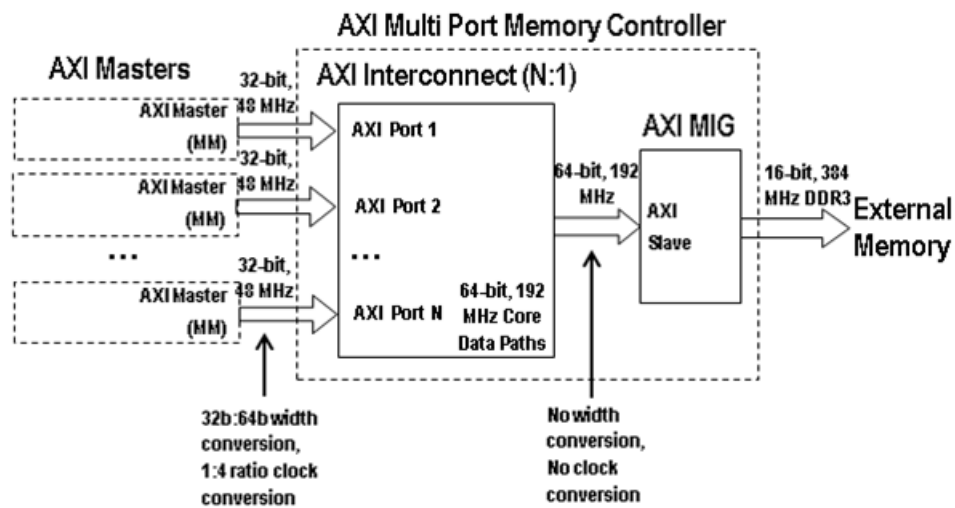 AXI Multi Port Memory Controller
AXI Masters
AXI Interconnect (N:1)
32-bit,
48 MHz
AXI Master
(MM)
AXI Port 1
AXI MIG
32-bit,
48 MHz
AXI Master
(MM)
AXI Port 2
64-bit, 192
MHz
AXI
Slave
16-bit, 384
MHz DDR3
External
Memory
...
...
32-bit,
48 MHz
AXI Master
(MM)
AXI Port N
64-bit, 192
MHz Core
Data Paths
32b:64b width
conversion,
1:4 ratio clock
conversion
No width
conversion,
No clock
conversion